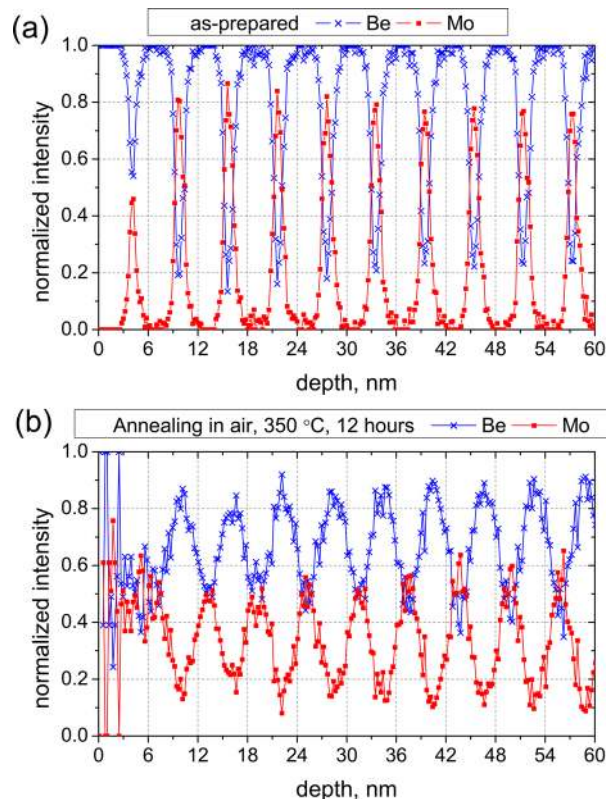 (a)
as-prepared Be Mo
1.0
0.8
0.6
0.4
0.2
0.0
normalized intensity
0 6 12 18 24 30 36 42 48 54 60
depth, nm
(b)
Annealing in air, 350 °C, 12 hours Be Mo
1.0
0.8
0.6
0.4
0.2
0.0
normalized intensity
0 6 12 18 24 30 36 42 48 54 60
depth, nm